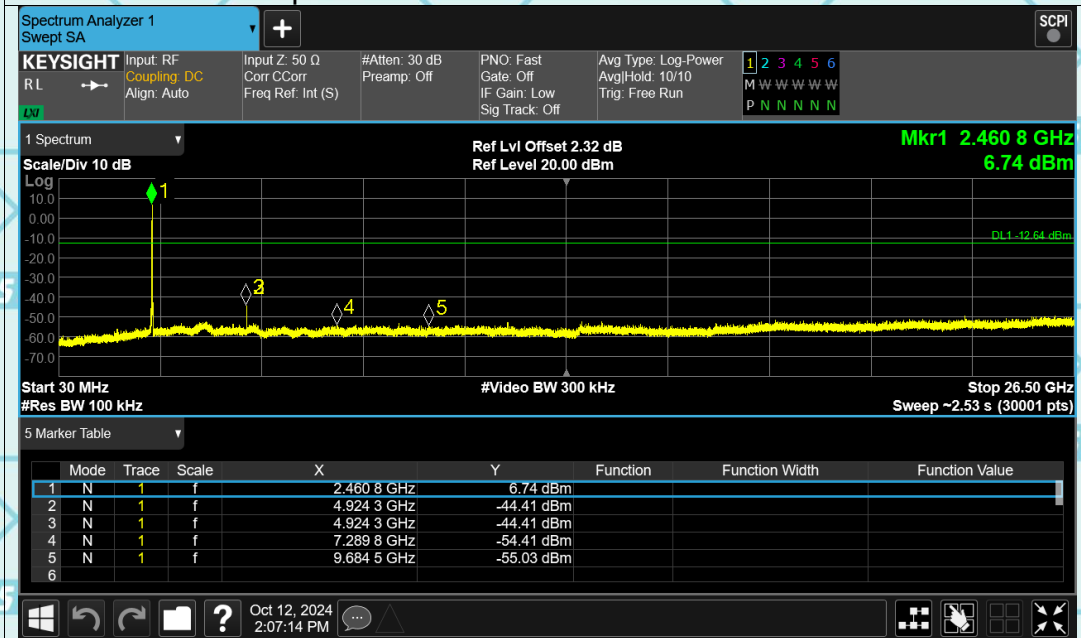 Spectrum Analyzer 1
Swept SA
+
SCPI
KEYSIGHT
R L
LXI
Input: RF
Coupling: DC
Align: Auto
Input Z: 50 Ω
Corr CCorr
Freq Ref: Int (S)
#Atten: 30 dB
Preamp: Off
PNO: Fast
Gate: Off
IF Gain: Low
Sig Track: Off
Avg Type: Log-Power
Avg|Hold: 10/10
Trig: Free Run
1 2 3 4 5 6
M W W W W W
P N N N N N
1 Spectrum
Scale/Div 10 dB
Ref Lvl Offset 2.32 dB
Ref Level 20.00 dBm
Mkr1 2.460 8 GHz
6.74 dBm
Log
10.0
0.00
-10.0
-20.0
-30.0
-40.0
-50.0
-60.0
-70.0
1
DL1 -12.64 dBm
3
4
5
Start 30 MHz
#Video BW 300 kHz
Stop 26.50 GHz
#Res BW 100 kHz
Sweep ~2.53 s (30001 pts)
5 Marker Table
Mode Trace Scale X Y Function Function Width Function Value
1 N 1 f 2.460 8 GHz 6.74 dBm
2 N 1 f 4.924 3 GHz -44.41 dBm
3 N 1 f 4.924 3 GHz -44.41 dBm
4 N 1 f 7.289 8 GHz -54.41 dBm
5 N 1 f 9.684 5 GHz -55.03 dBm
6
?
Oct 12, 2024
2:07:14 PM